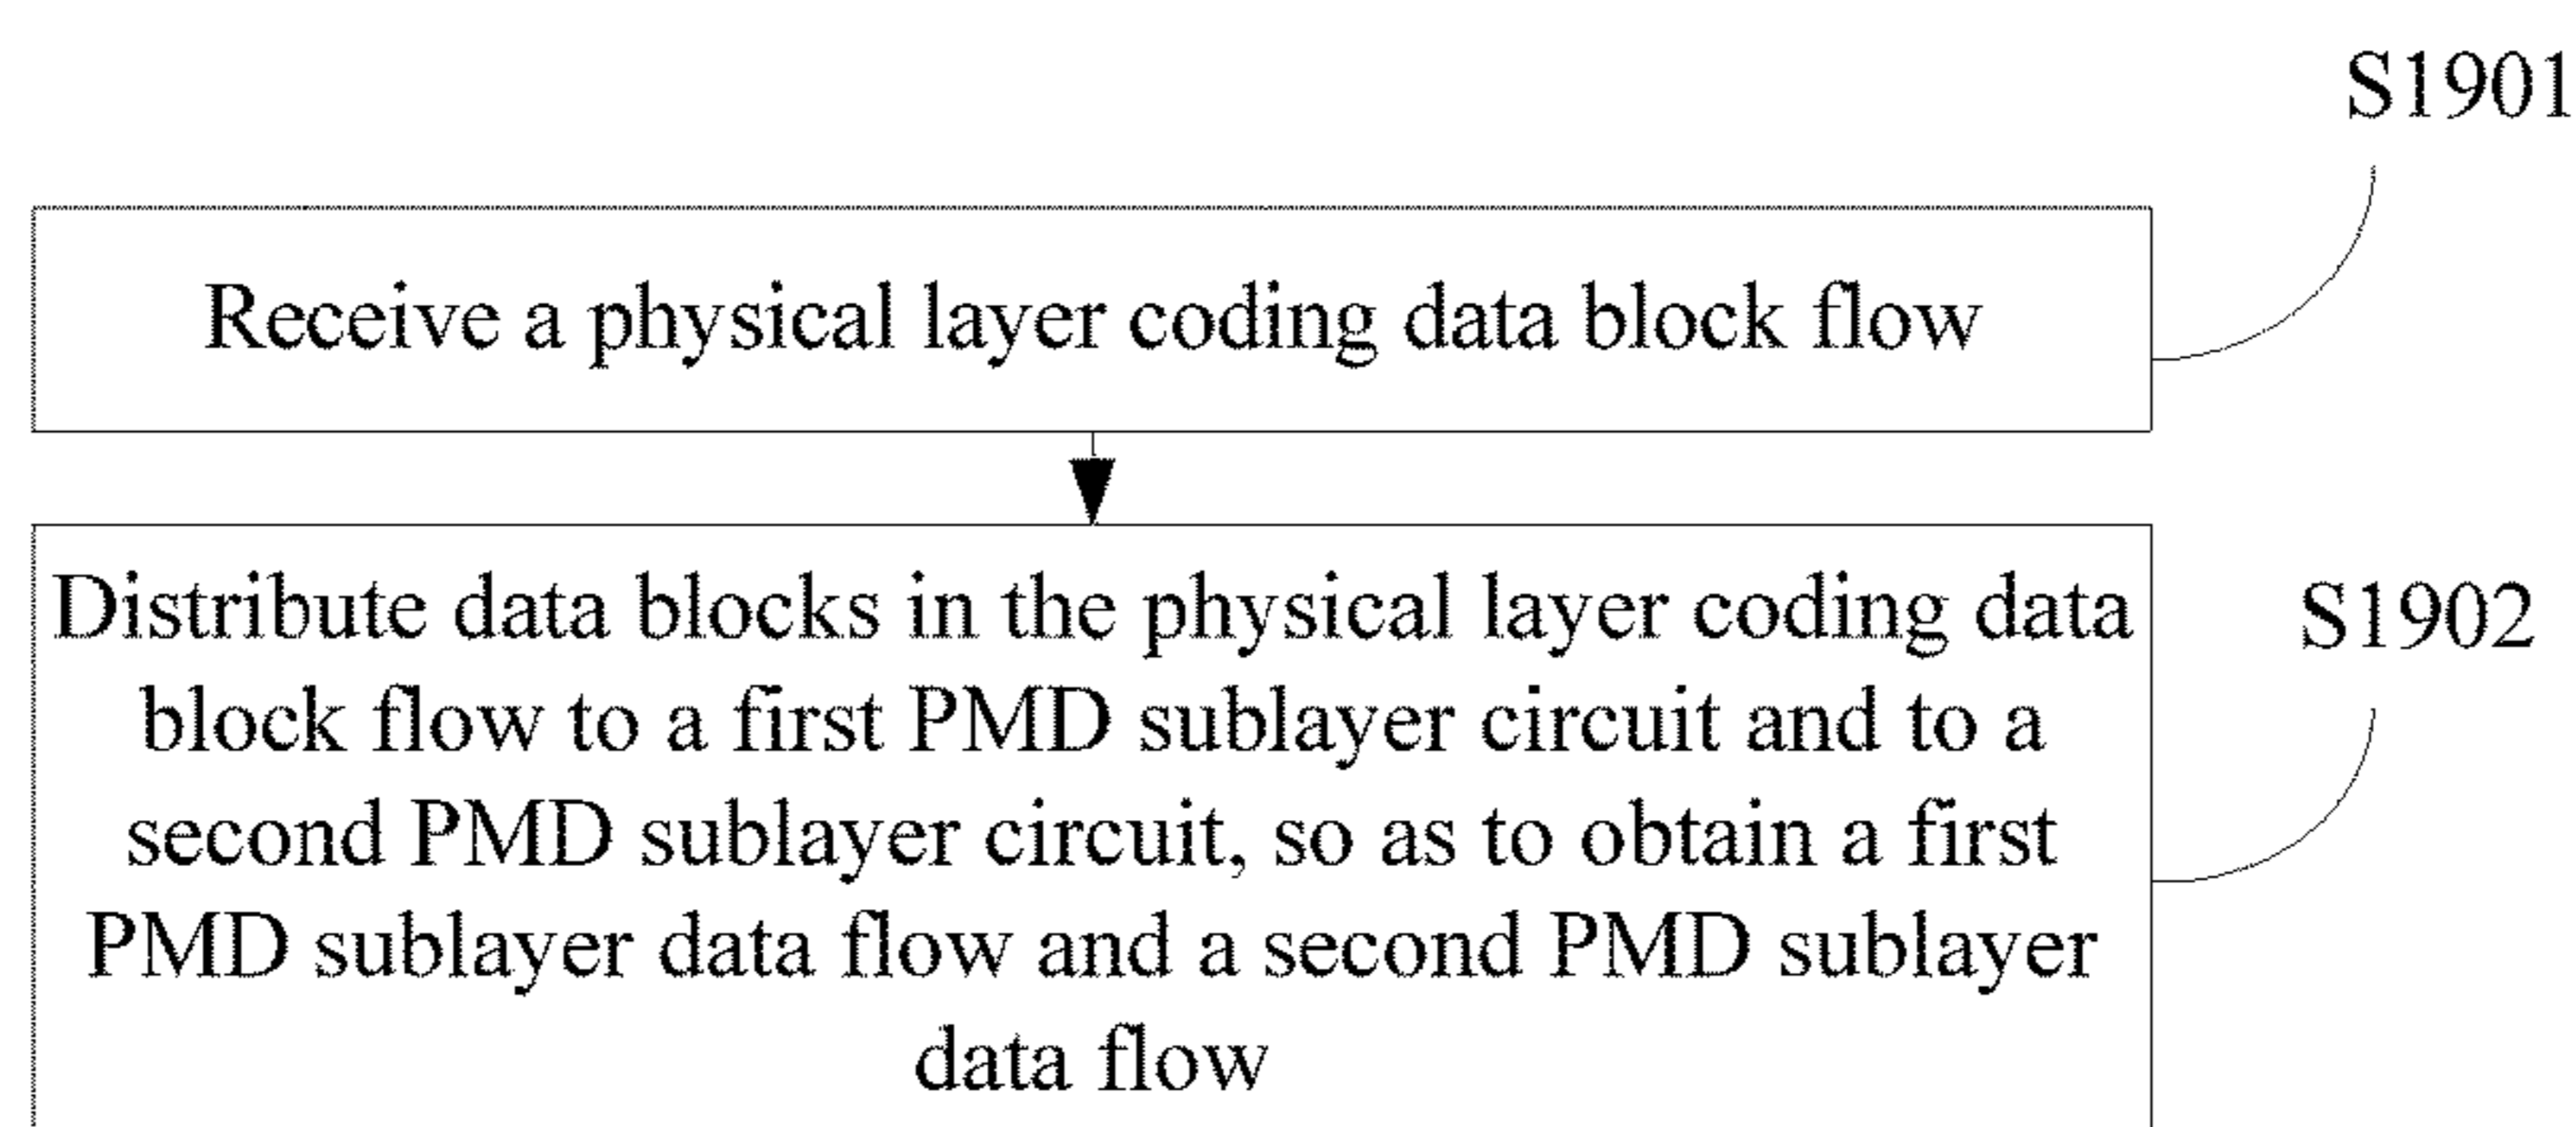 S1901
Receive a physical layer coding data block flow
Distribute data blocks in the physical layer coding data
block flow to a first PMD sublayer circuit and to a
second PMD sublayer circuit, so as to obtain a first
PMD sublayer data flow and a second PMD sublayer
data flow
S1902